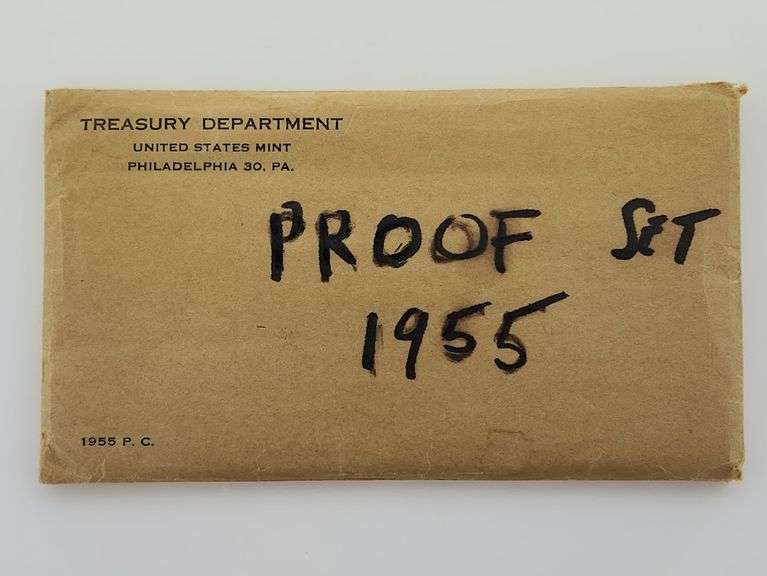 TREASURY DEPARTMENT
UNITED STATES MINT
PHILADELPHIA 30, PA.
PROOF SET
1955
1955 P. C.